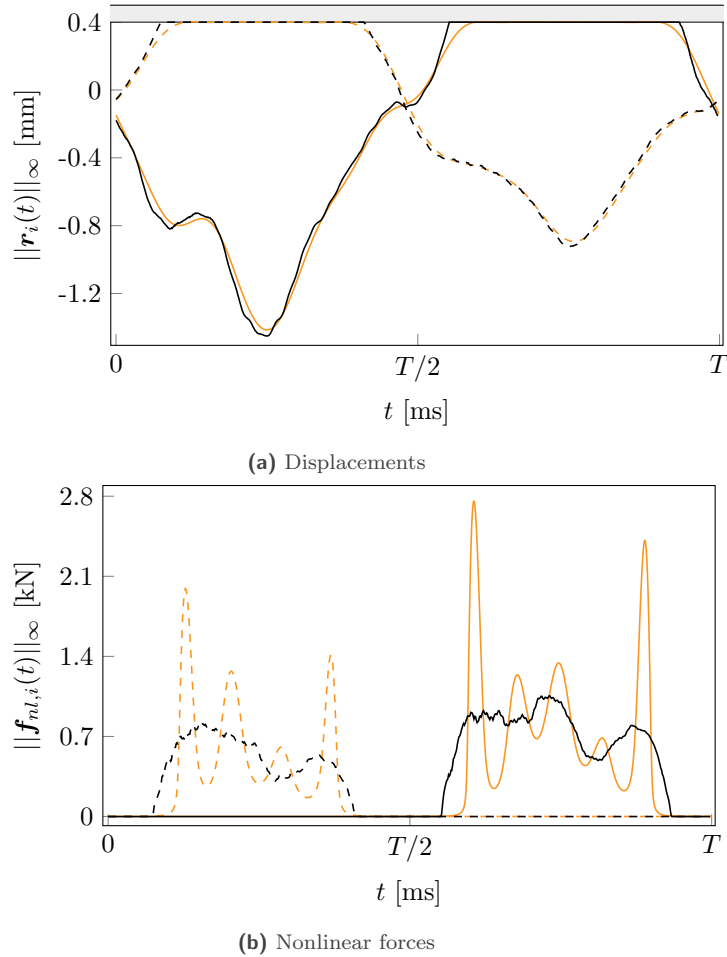 0.4
0
-0.4
-0.8
-1.2
||r_i(t)||_∞ [mm]
0 T/2 T
t [ms]
(a) Displacements
2.8
2.1
1.4
0.7
0
||f_{nl,i}(t)||_∞ [kN]
0 T/2 T
t [ms]
(b) Nonlinear forces